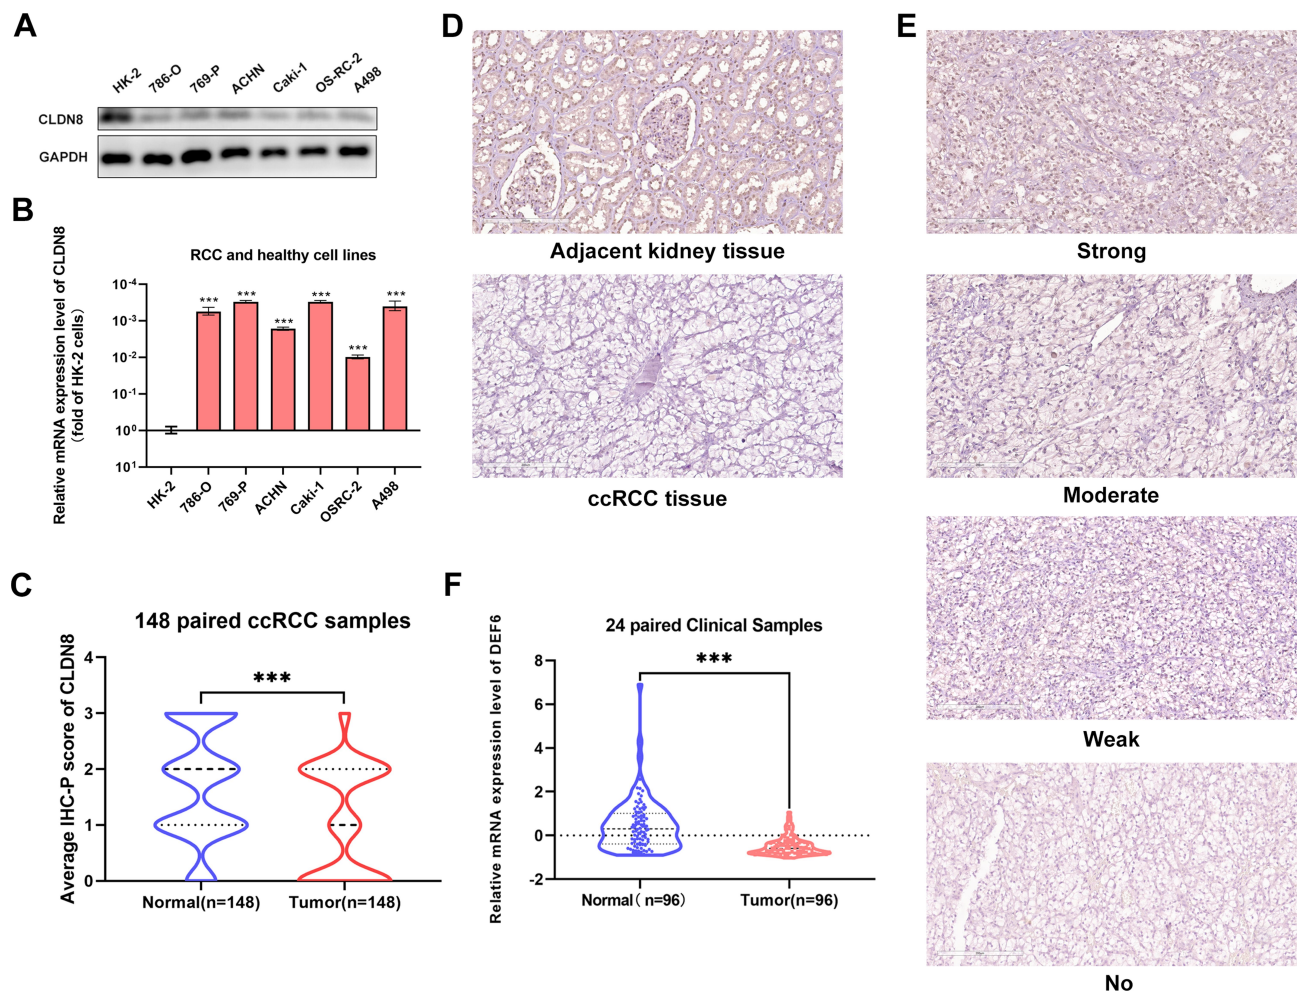 A
HK-2
786-O
769-P
ACHN
Caki-1
OS-RC-2
A498
CLDN8
GAPDH
B
RCC and healthy cell lines
Relative mRNA expression level of CLDN8
(fold of HK-2 cells)
10-4
10-3
10-2
10-1
10⁰
10¹
***
***
***
***
***
***
HK-2
786-O
769-P
ACHN
Caki-1
OSRC-2
A498
C
148 paired ccRCC samples
Average IHC-P score of CLDN8
4
3
2
1
0
***
Normal(n=148)
Tumor(n=148)
D
Adjacent kidney tissue
ccRCC tissue
E
Strong
Moderate
Weak
No
F
24 paired Clinical Samples
Relative mRNA expression level of DEF6
8
6
4
2
0
-2
***
Normal( n=96)
Tumor(n=96)